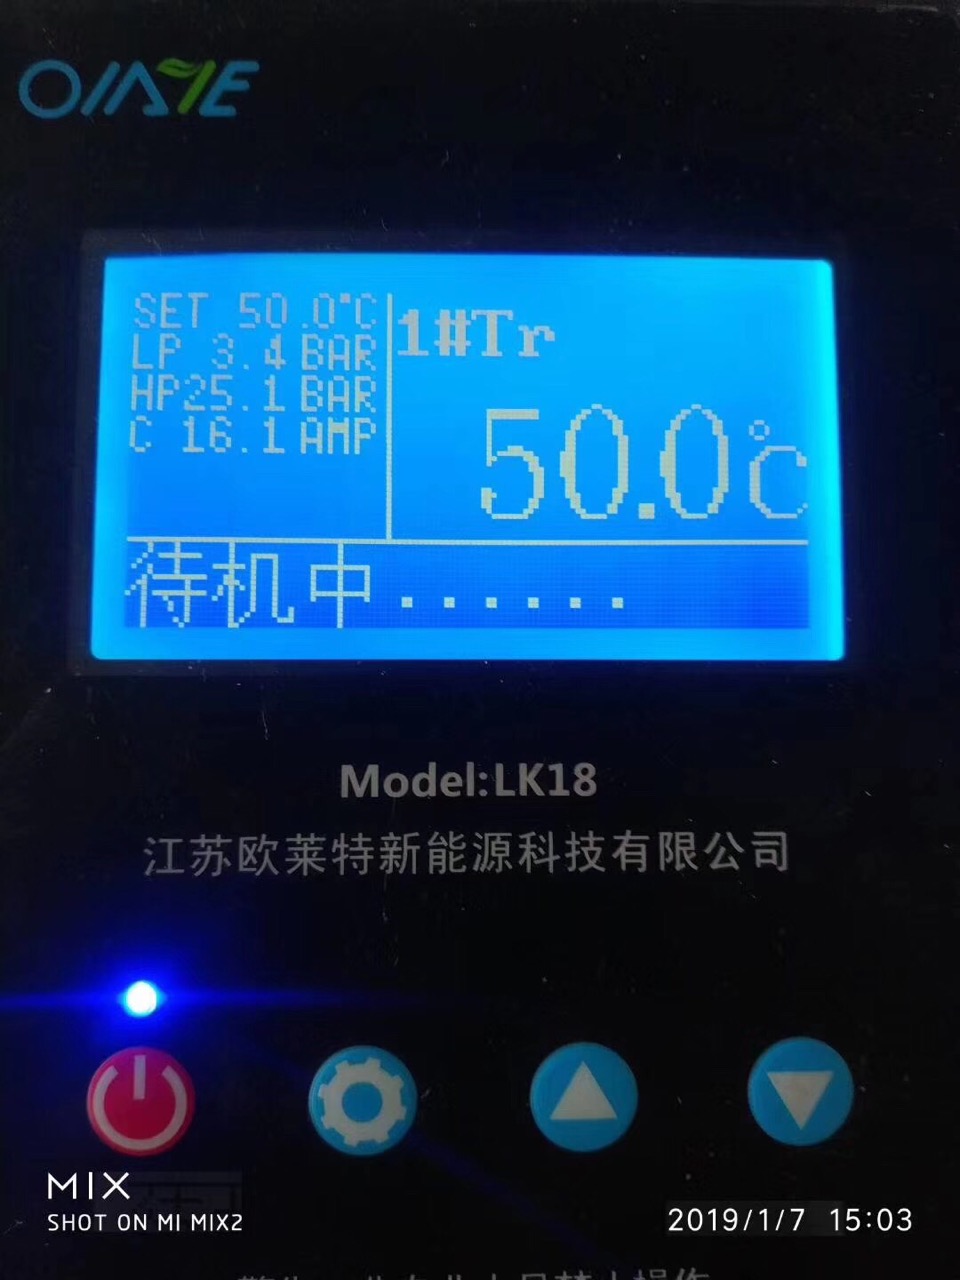 OLATE
SET 50.0°C
LP 3.4 BAR
HP25.1 BAR
C 16.1 AMP
1#Tr
50.0℃
待机中......
Model:LK18
江苏欧莱特新能源科技有限公司
MIX
SHOT ON MI MIX2
2019/1/7 15:03